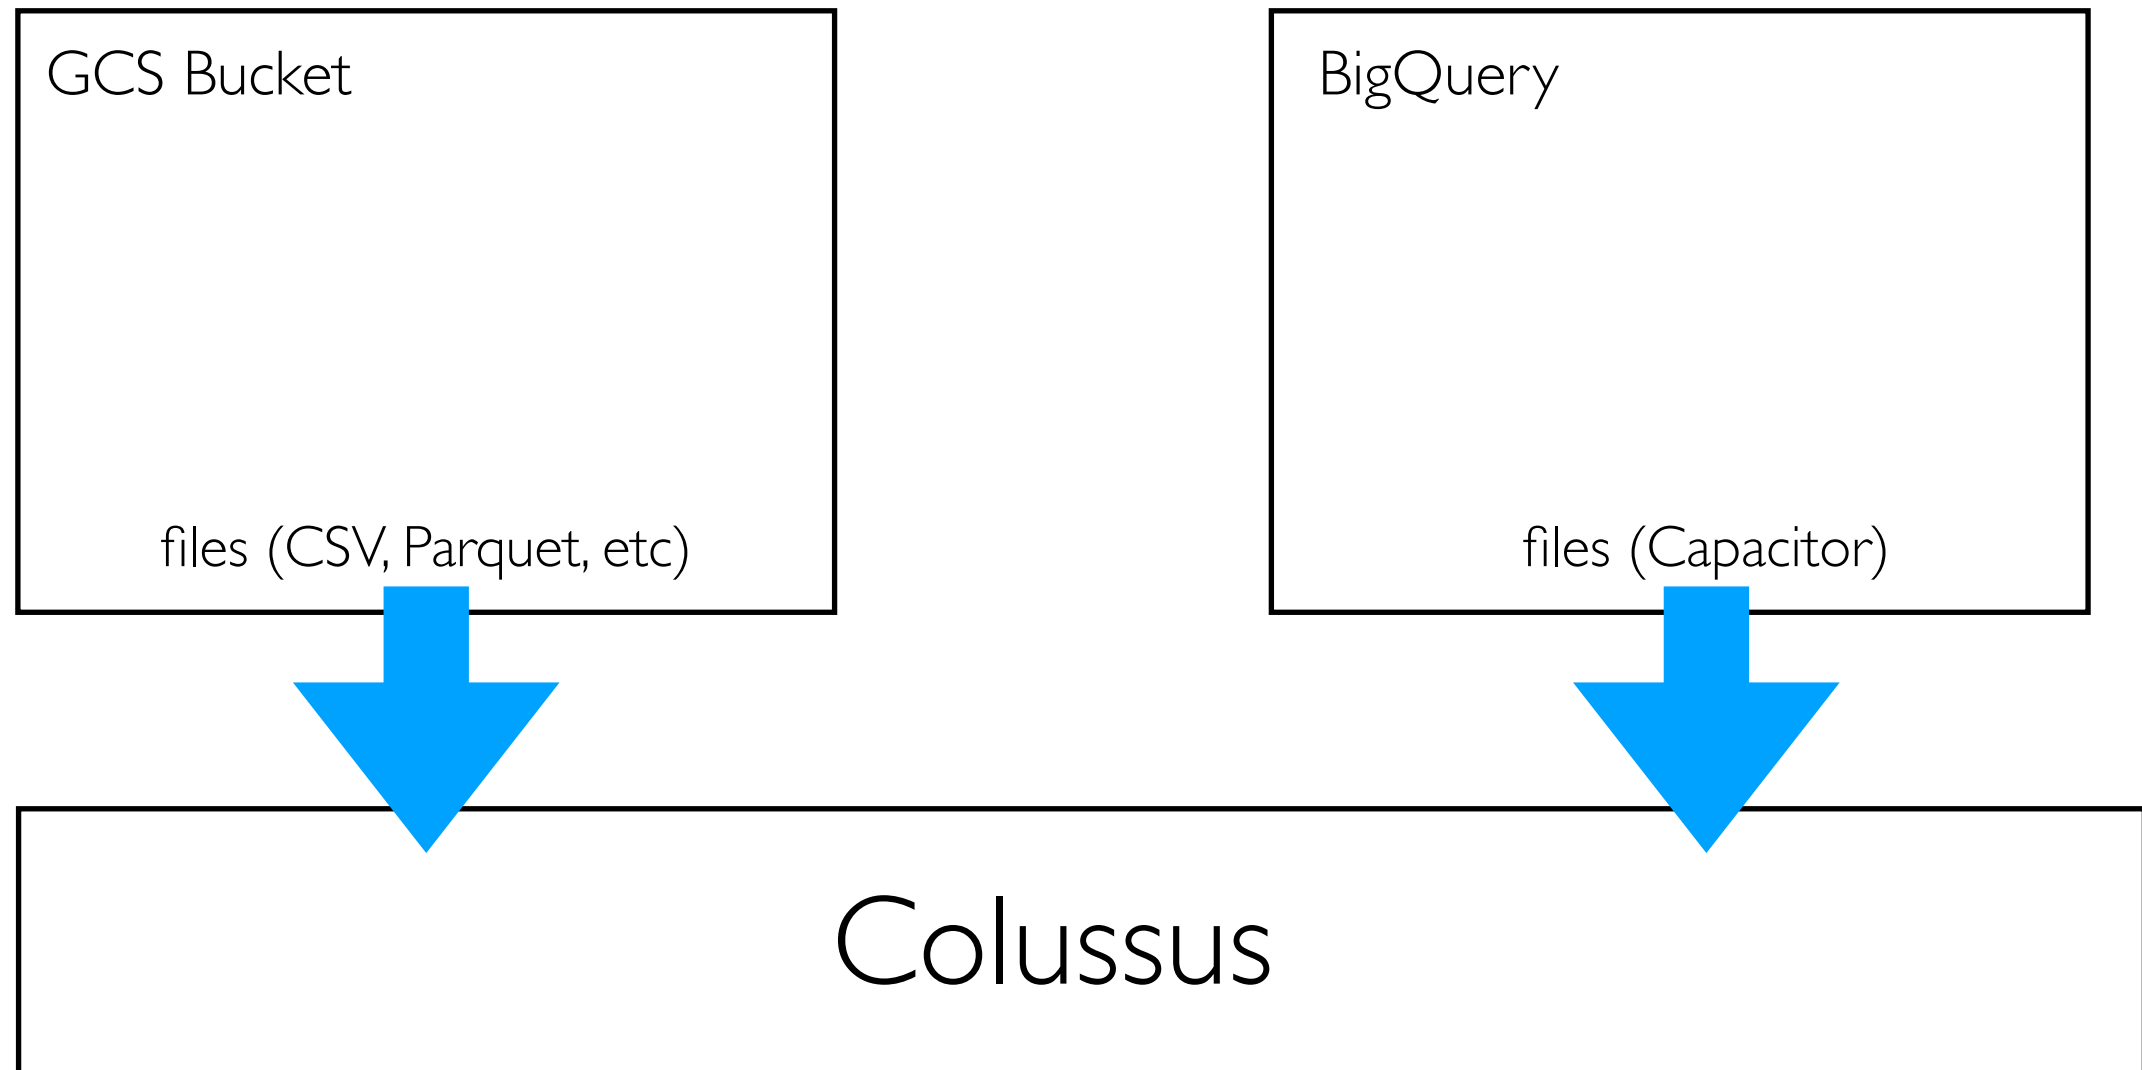 GCS Bucket
BigQuery
files (CSV, Parquet, etc)
files (Capacitor)
Colussus